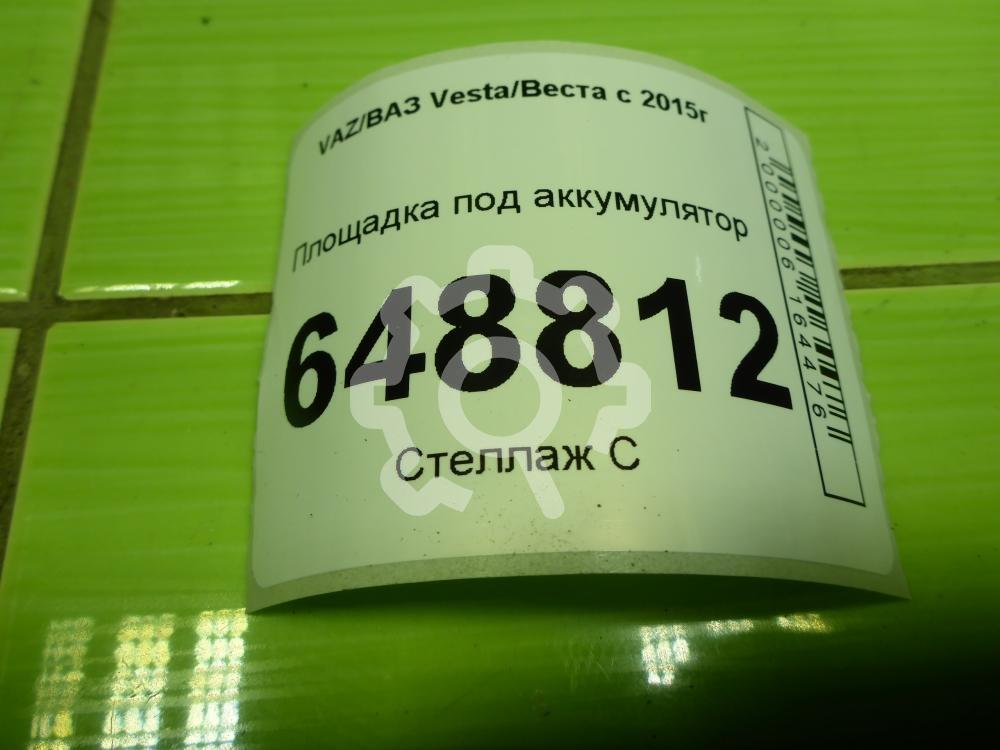 VAZ/ВАЗ Vesta/Веста с 2015г
Площадка под аккумулятор
648812
Стеллаж С
2000006164476